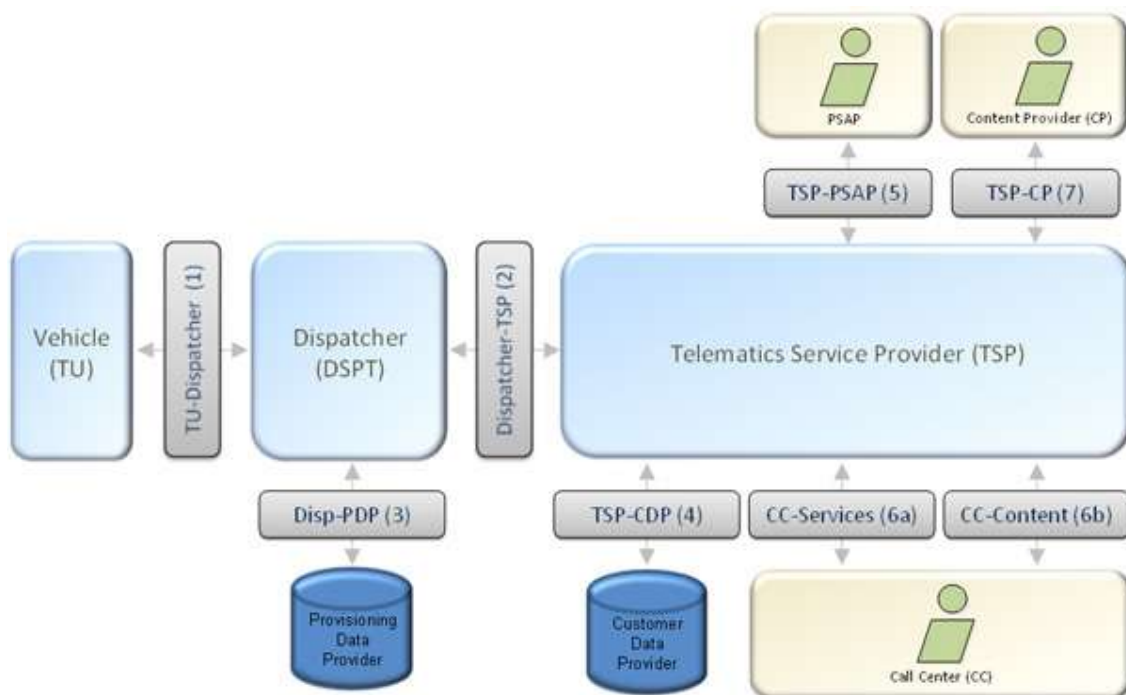 PSAP
Content Provider (CP)
TSP-PSAP (5)
TSP-CP (7)
Vehicle
(TU)
TU-Dispatcher (1)
Dispatcher
(DSPT)
Dispatcher-TSP (2)
Telematics Service Provider (TSP)
Disp-PDP (3)
TSP-CDP (4)
CC-Services (6a)
CC-Content (6b)
Provisioning
Data
Provider
Customer
Data
Provider
Call Center (CC)